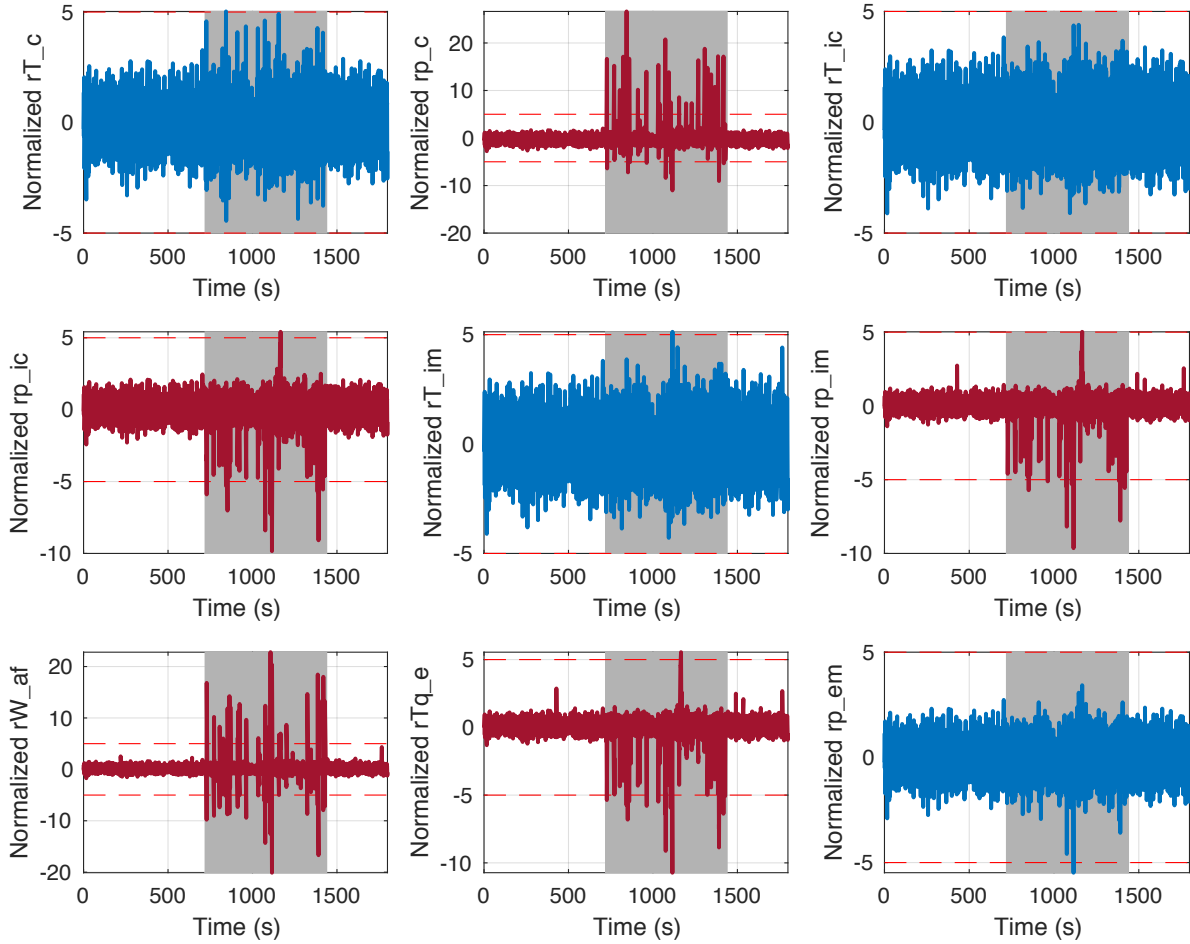 Normalized rT_c
5
0
-5
0 500 1000 1500
Time (s)
Normalized rp_c
20
10
0
-10
-20
0 500 1000 1500
Time (s)
Normalized rT_ic
5
0
-5
0 500 1000 1500
Time (s)
Normalized rp_ic
5
0
-5
-10
0 500 1000 1500
Time (s)
Normalized rT_im
5
0
-5
0 500 1000 1500
Time (s)
Normalized rp_im
5
0
-5
-10
0 500 1000 1500
Time (s)
Normalized rW_af
20
10
0
-10
-20
0 500 1000 1500
Time (s)
Normalized rTq_e
5
0
-5
-10
0 500 1000 1500
Time (s)
Normalized rp_em
5
0
-5
0 500 1000 1500
Time (s)